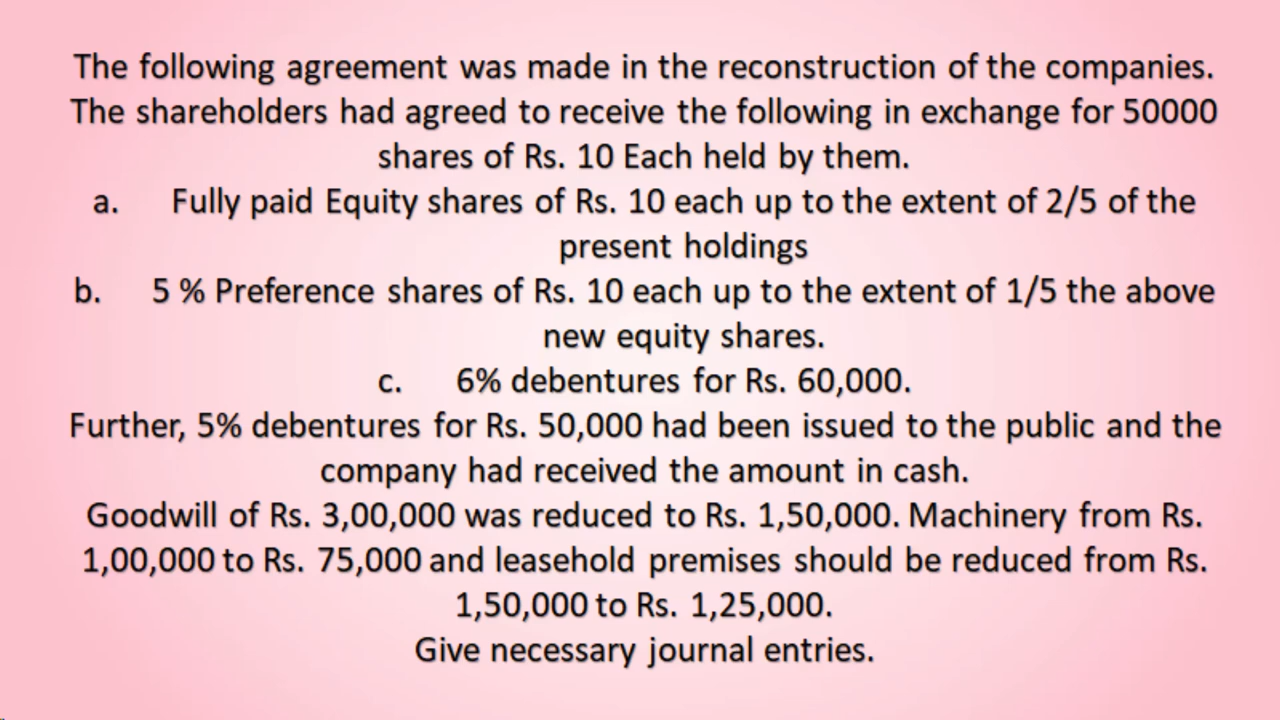 The following agreement was made in the reconstruction of the companies.
The shareholders had agreed to receive the following in exchange for 50000
shares of Rs. 10 Each held by them.
a. Fully paid Equity shares of Rs. 10 each up to the extent of 2/5 of the
present holdings
b. 5 % Preference shares of Rs. 10 each up to the extent of 1/5 the above
new equity shares.
c. 6% debentures for Rs. 60,000.
Further, 5% debentures for Rs. 50,000 had been issued to the public and the
company had received the amount in cash.
Goodwill of Rs. 3,00,000 was reduced to Rs. 1,50,000. Machinery from Rs.
1,00,000 to Rs. 75,000 and leasehold premises should be reduced from Rs.
1,50,000 to Rs. 1,25,000.
Give necessary journal entries.